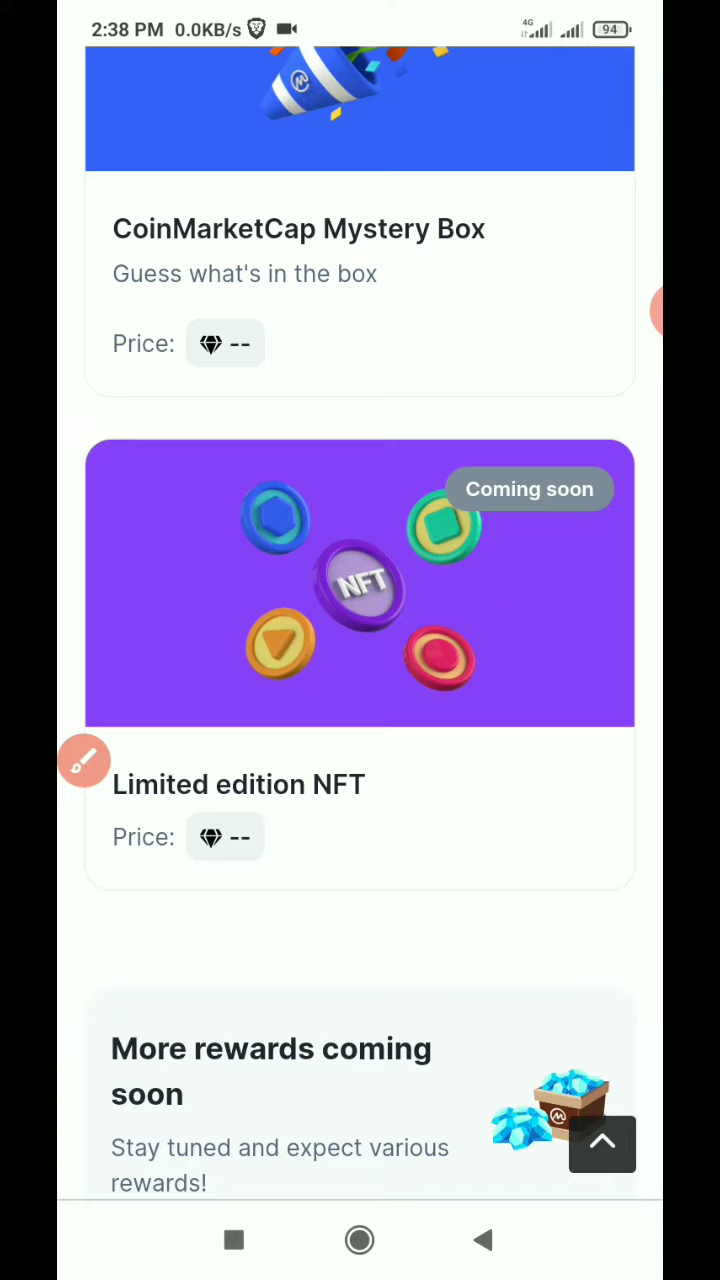 2:38 PM 0.0KB/s 4G 94
CoinMarketCap Mystery Box
Guess what's in the box
Price: --
Coming soon
NFT
Limited edition NFT
Price: --
More rewards coming
soon
Stay tuned and expect various
rewards!